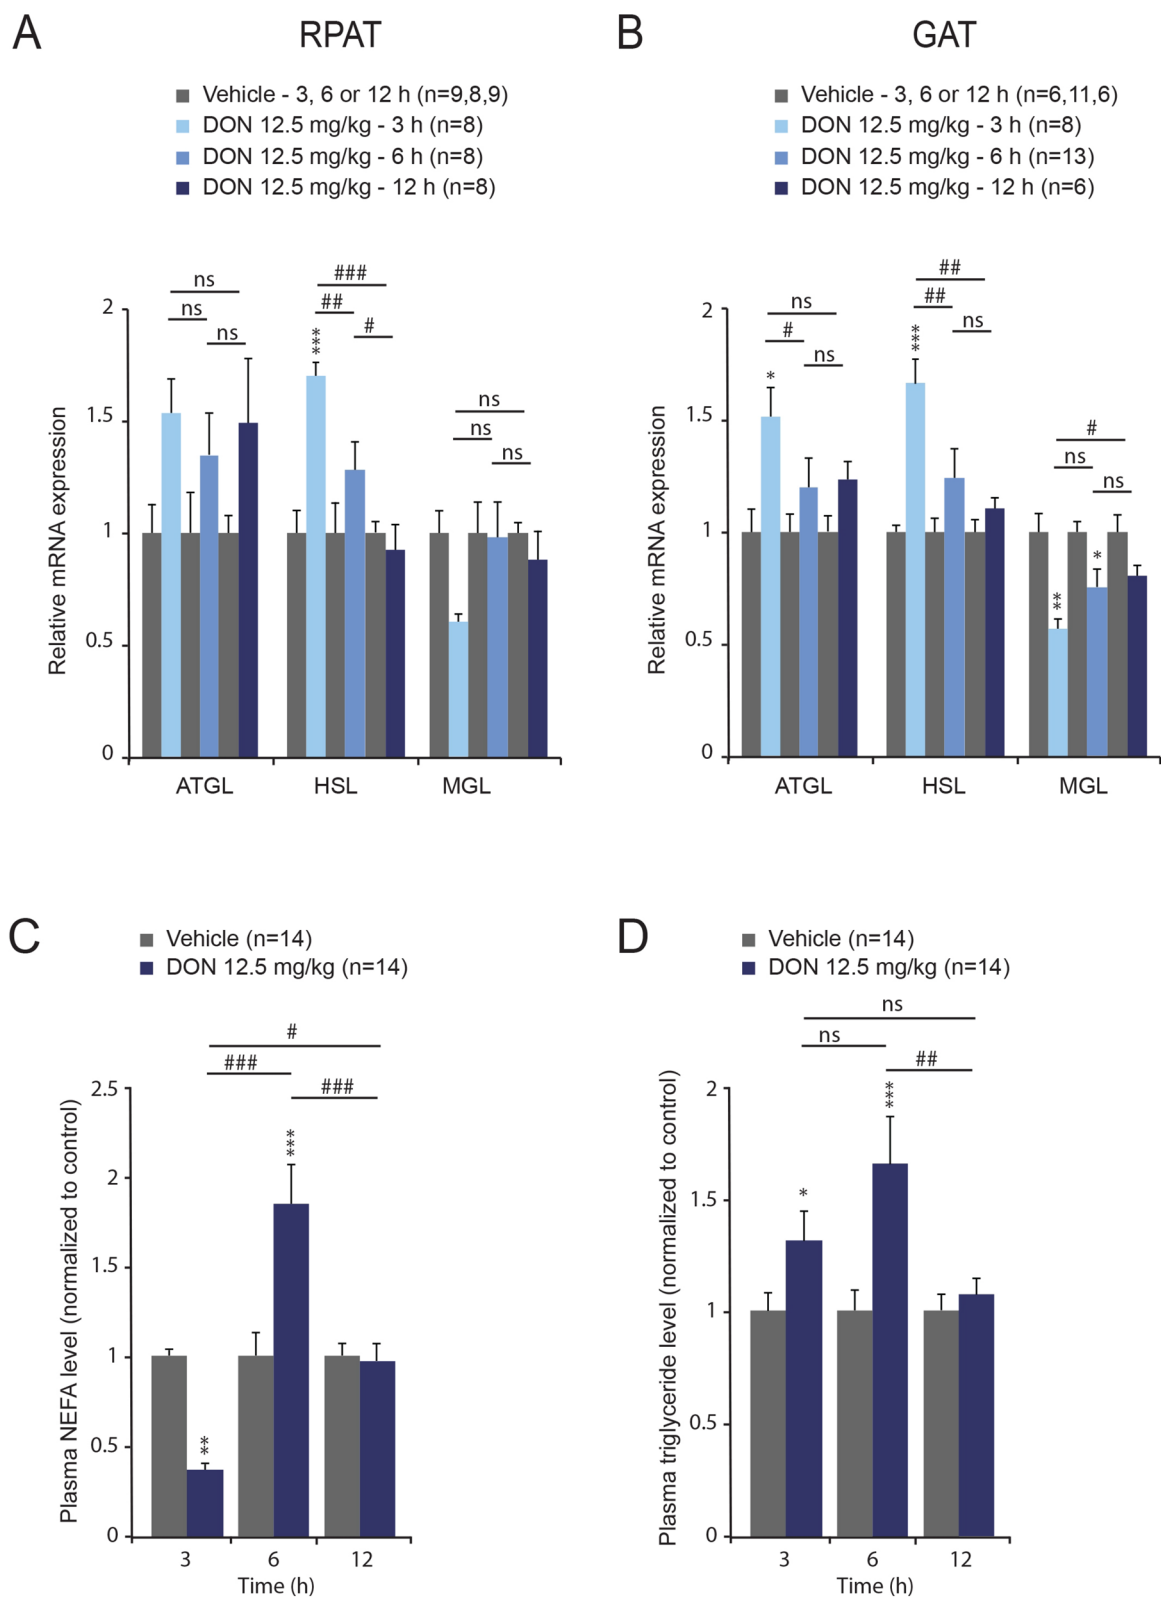 A
RPAT
Vehicle - 3, 6 or 12 h (n=9,8,9)
DON 12.5 mg/kg - 3 h (n=8)
DON 12.5 mg/kg - 6 h (n=8)
DON 12.5 mg/kg - 12 h (n=8)
Relative mRNA expression
2
1.5
1
0.5
0
ns
ns
ns
###
##
#
***
ns
ns
ns
ATGL
HSL
MGL
B
GAT
Vehicle - 3, 6 or 12 h (n=6,11,6)
DON 12.5 mg/kg - 3 h (n=8)
DON 12.5 mg/kg - 6 h (n=13)
DON 12.5 mg/kg - 12 h (n=6)
Relative mRNA expression
2
1.5
1
0.5
0
ns
#
ns
*
##
##
ns
***
#
ns
ns
**
*
ATGL
HSL
MGL
C
Vehicle (n=14)
DON 12.5 mg/kg (n=14)
Plasma NEFA level (normalized to control)
2.5
2
1.5
1
0.5
0
#
###
###
***
**
3
6
12
Time (h)
D
Vehicle (n=14)
DON 12.5 mg/kg (n=14)
Plasma triglyceride level (normalized to control)
2
1.5
1
0.5
0
ns
ns
##
***
*
3
6
12
Time (h)